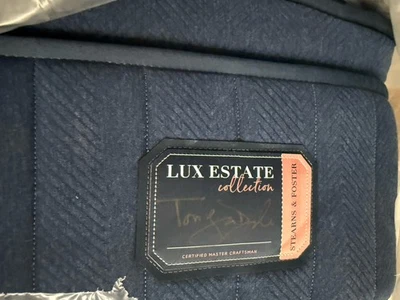 LUX ESTATE
collection
CERTIFIED MASTER CRAFTSMAN
STEARNS & FOSTER